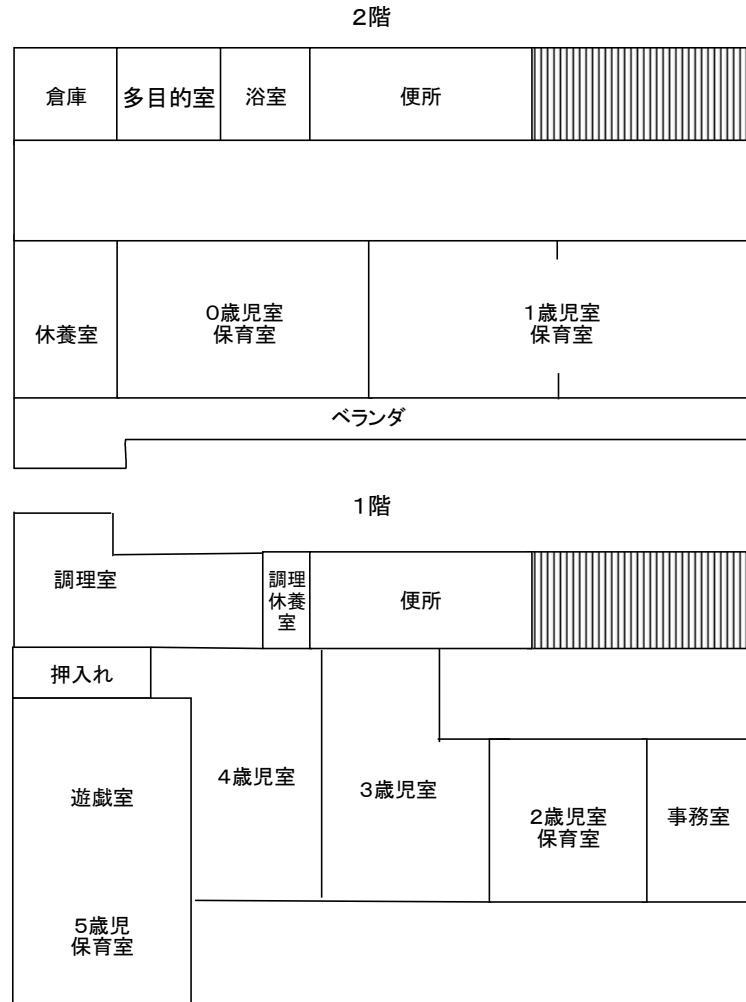 2階
倉庫
多目的室
浴室
便所
休養室
0歳児室
保育室
1歳児室
保育室
ベランダ
1階
調理室
調理
休養
室
便所
押入れ
遊戯室
4歳児室
3歳児室
2歳児室
保育室
事務室
5歳児
保育室